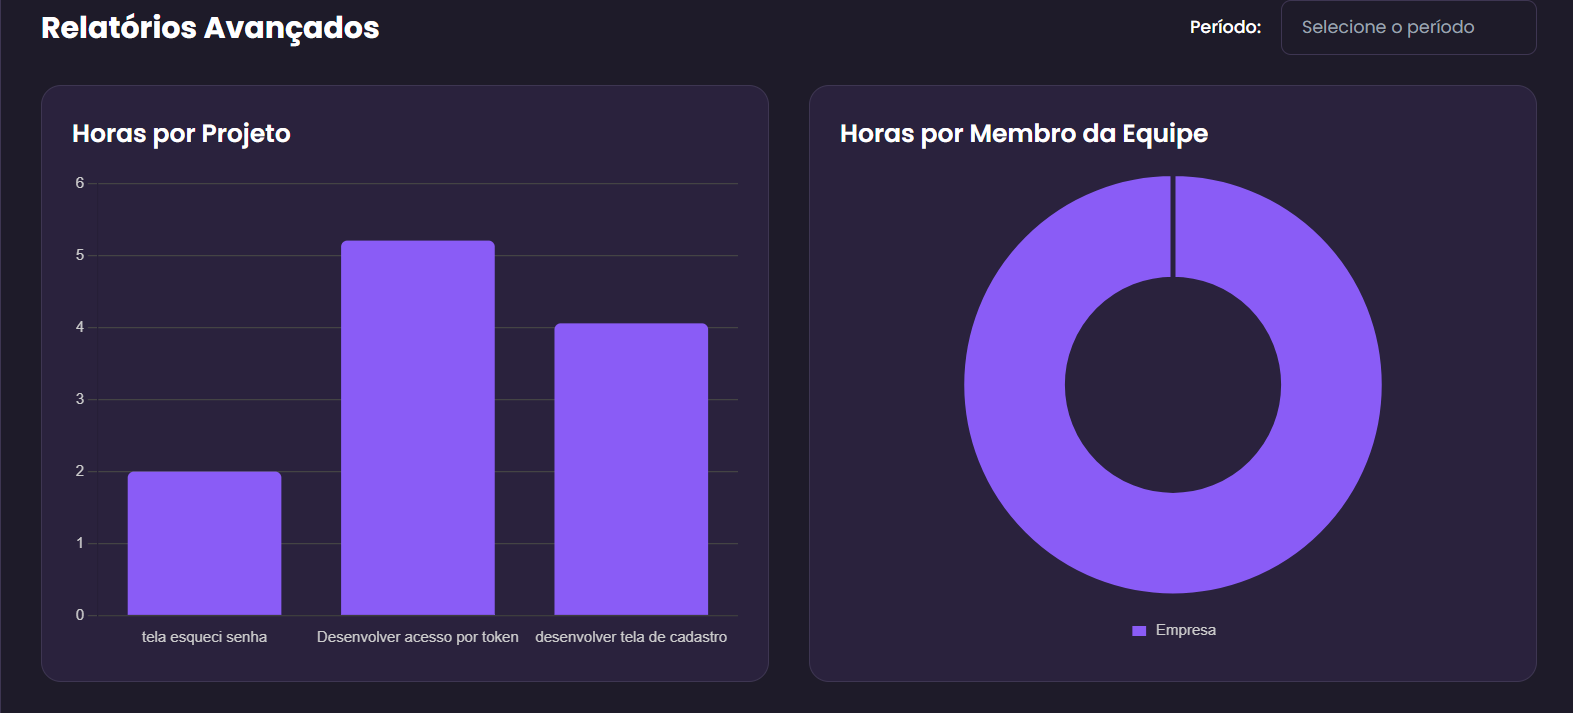 Relatórios Avançados
Período:
Selecione o período
Horas por Projeto
6
5
4
3
2
1
0
tela esqueci senha
Desenvolver acesso por token
desenvolver tela de cadastro
Horas por Membro da Equipe
Empresa